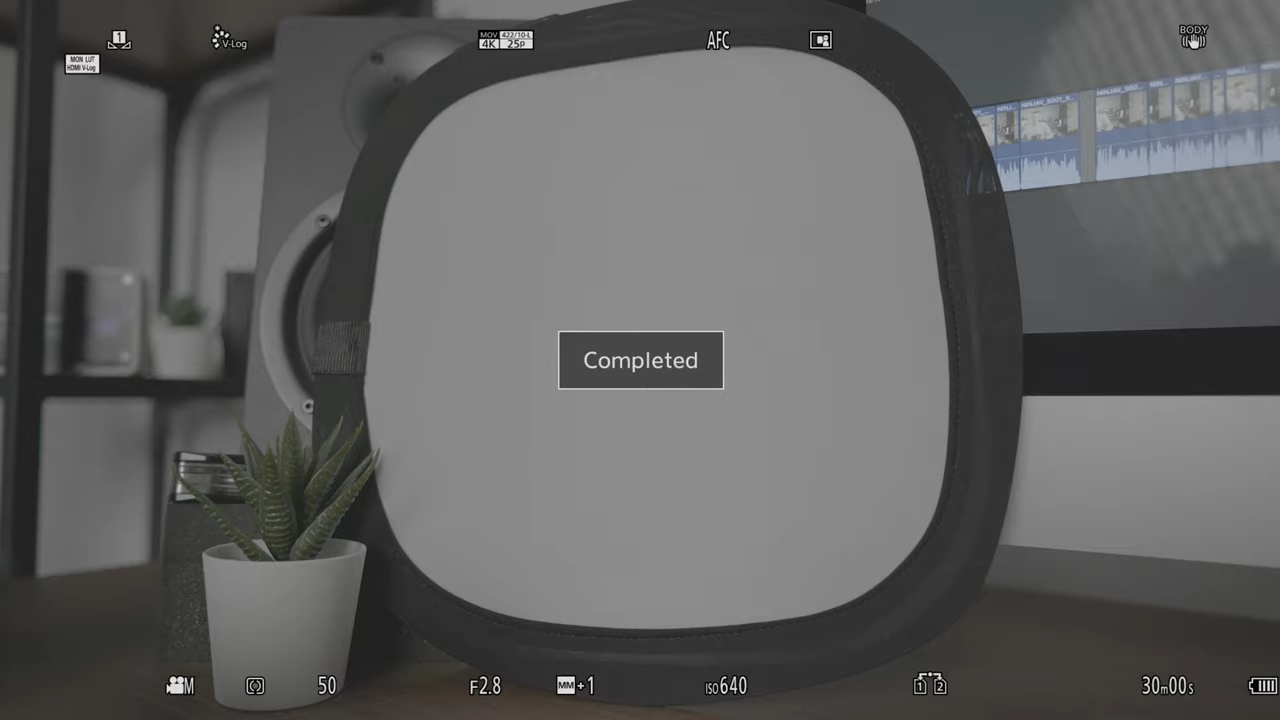 1
V-Log
MOV 422/10-L
4K 25p
AFC
BODY
MON LUT
HDMI V-Log
NINJAV_S001_S...
Completed
M
50
F2.8
MM +1
ISO640
1 2
30m00s